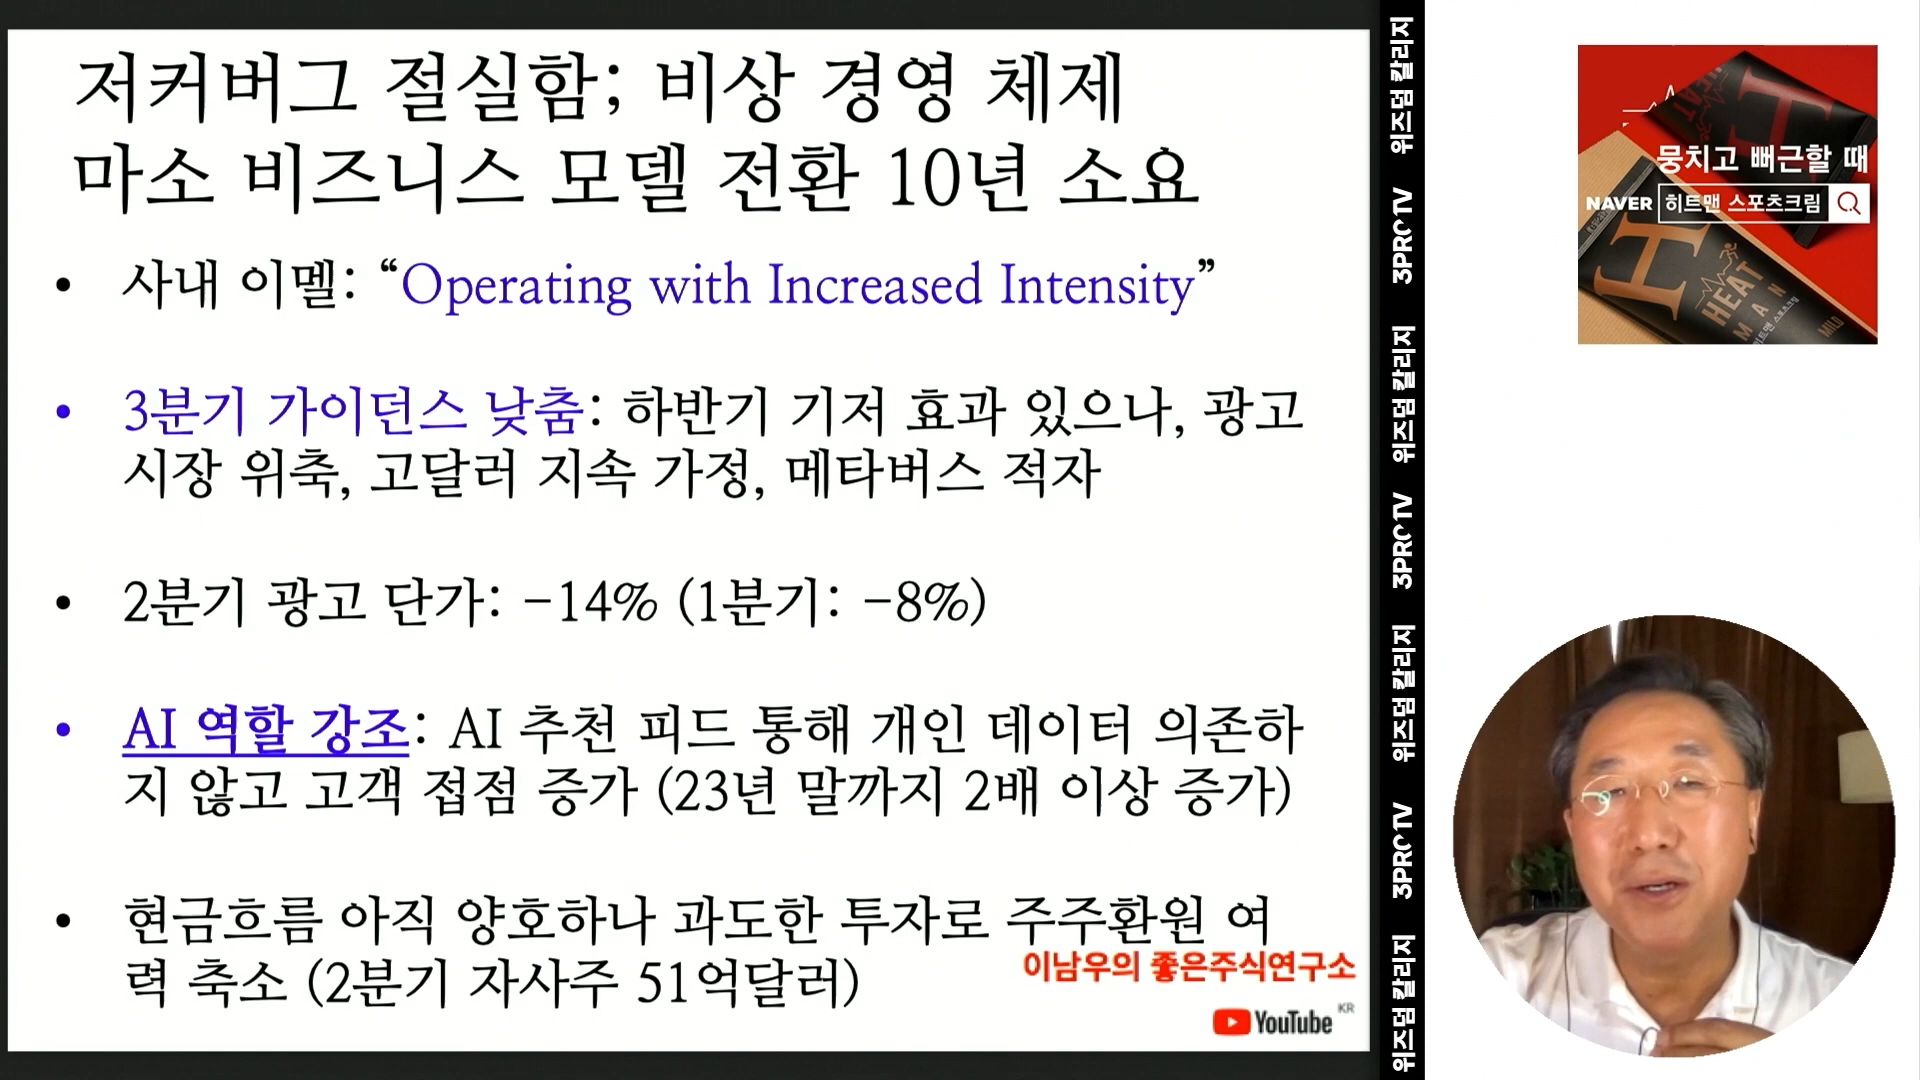 저커버그 절실함; 비상 경영 체제
마소 비즈니스 모델 전환 10년 소요
• 사내 이멜: “Operating with Increased Intensity”
• 3분기 가이던스 낮춤: 하반기 기저 효과 있으나, 광고
시장 위축, 고달러 지속 가정, 메타버스 적자
• 2분기 광고 단가: -14% (1분기: -8%)
• AI 역할 강조: AI 추천 피드 통해 개인 데이터 의존하
지 않고 고객 접점 증가 (23년 말까지 2배 이상 증가)
• 현금흐름 아직 양호하나 과도한 투자로 주주환원 여
력 축소 (2분기 자사주 51억달러)
이남우의 좋은주식연구소
YouTube KR
위즈덤 칼리지
3PROTV
위즈덤 칼리지
3PROTV
위즈덤 칼리지
3PROTV
위즈덤 칼리지
뭉치고 뻐근할 때
NAVER 히트맨 스포츠크림
H
H
HEAT
MAN
MILD